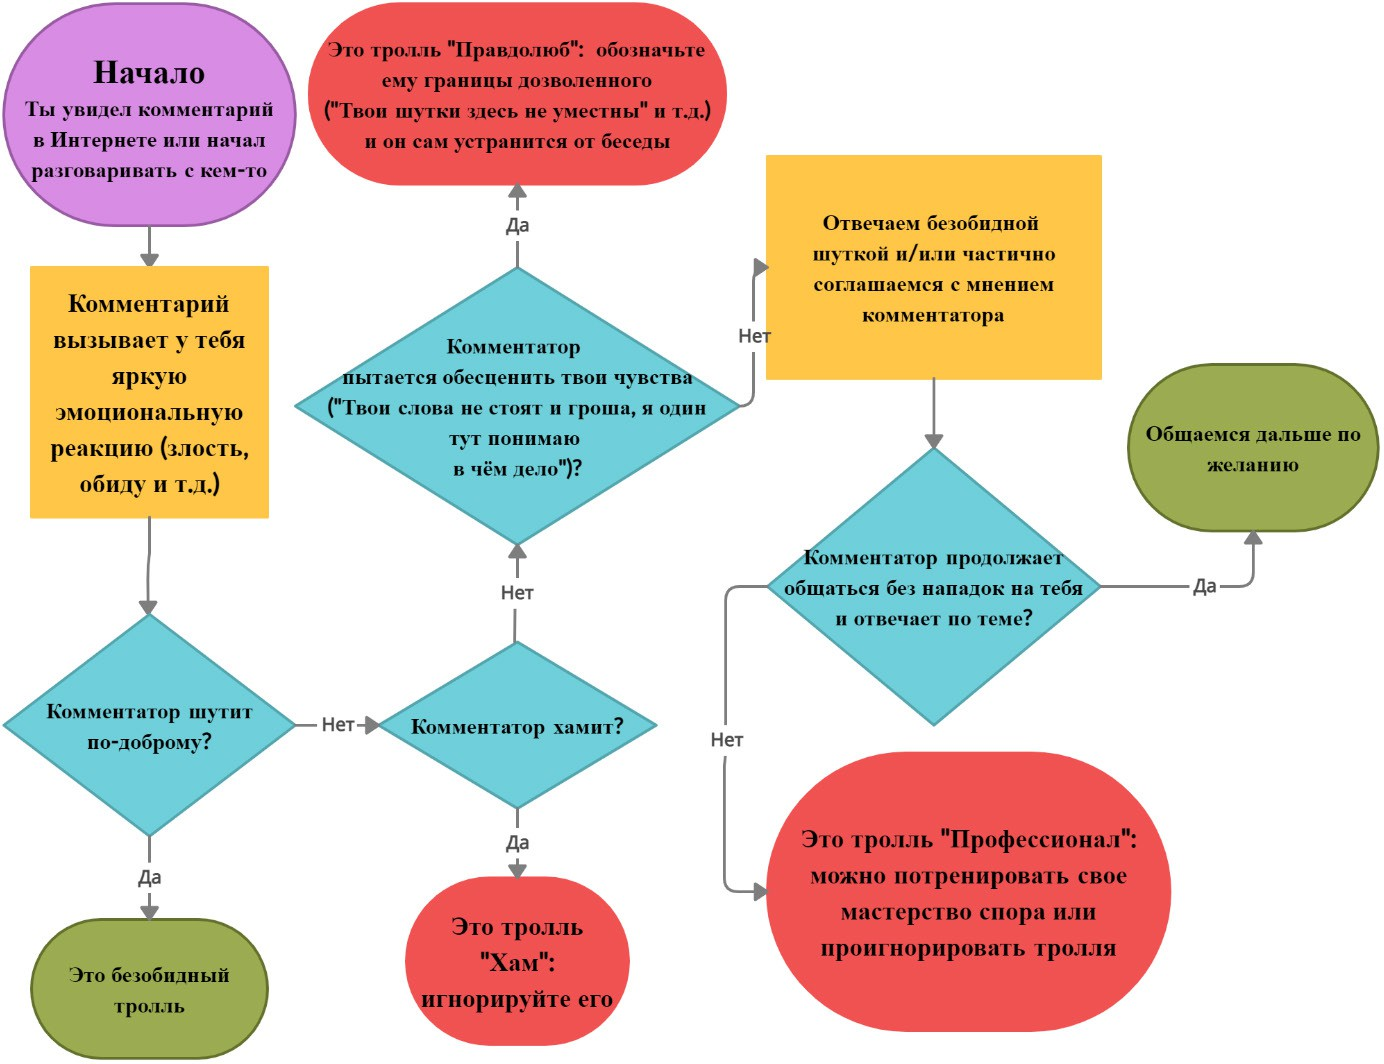 Начало
Ты увидел комментарий
в Интернете или начал
разговаривать с кем-то
Комментарий
вызывает у тебя
яркую
эмоциональную
реакцию (злость,
обиду и т.д.)
Комментатор шутит
по-доброму?
Да
Это безобидный
тролль
Нет
Комментатор хамит?
Да
Это тролль
"Хам":
игнорируйте его
Нет
Комментатор
пытается обесценить твои чувства
("Твои слова не стоят и гроша, я один
тут понимаю
в чём дело")?
Да
Это тролль "Правдолюб": обозначьте
ему границы дозволенного
("Твои шутки здесь не уместны" и т.д.)
и он сам устранится от беседы
Нет
Отвечаем безобидной
шуткой и/или частично
соглашаемся с мнением
комментатора
Комментатор продолжает
общаться без нападок на тебя
и отвечает по теме?
Да
Общаемся дальше по
желанию
Нет
Это тролль "Профессионал":
можно потренировать свое
мастерство спора или
проигнорировать тролля